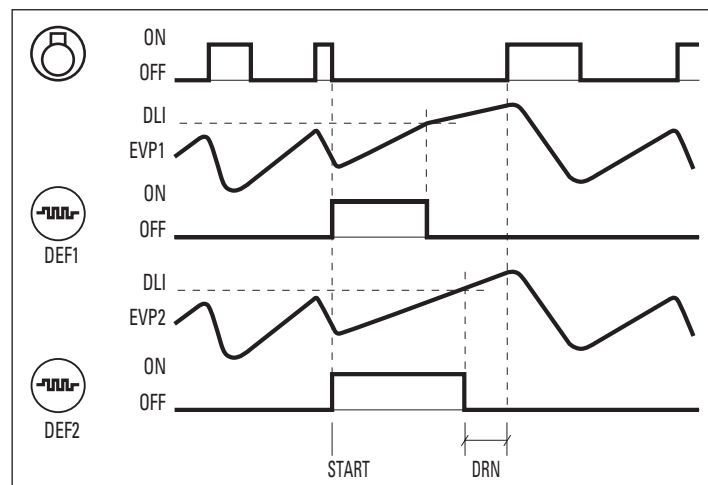 ON
OFF
DLI
EVP1
ON
OFF
DEF1
DLI
EVP2
ON
OFF
DEF2
START DRN